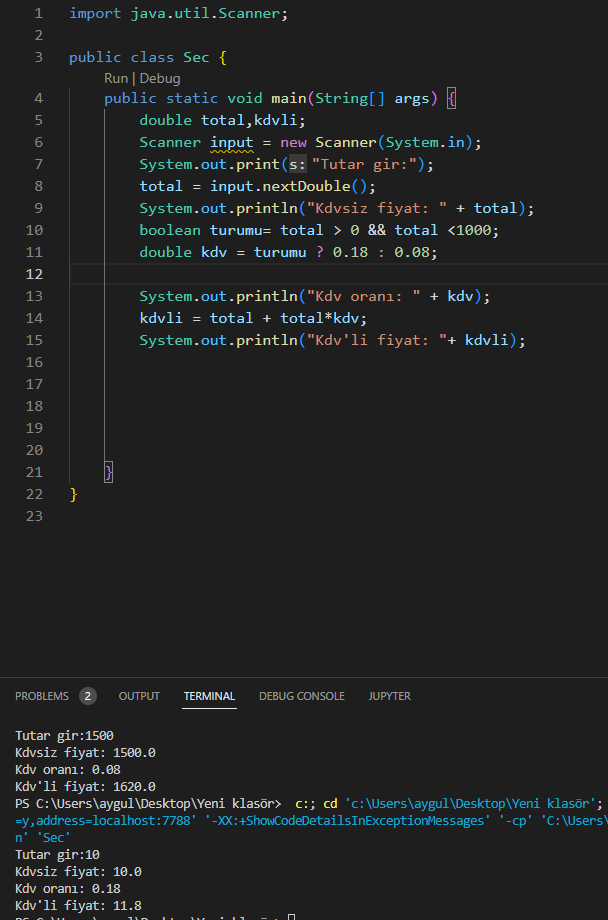 1 import java.util.Scanner;
2
3 public class Sec {
Run | Debug
4 public static void main(String[] args) {
5 double total,kdvli;
6 Scanner input = new Scanner(System.in);
7 System.out.print(s: "Tutar gir:");
8 total = input.nextDouble();
9 System.out.println("Kdvsiz fiyat: " + total);
10 boolean turumu= total > 0 && total <1000;
11 double kdv = turumu ? 0.18 : 0.08;
12
13 System.out.println("Kdv oranı: " + kdv);
14 kdvli = total + total*kdv;
15 System.out.println("Kdv'li fiyat: "+ kdvli);
16
17
18
19
20
21 }
22 }
23
PROBLEMS 2 OUTPUT TERMINAL DEBUG CONSOLE JUPYTER
Tutar gir:1500
Kdvsiz fiyat: 1500.0
Kdv oranı: 0.08
Kdv'li fiyat: 1620.0
PS C:\Users\aygul\Desktop\Yeni klasör>  c:; cd 'c:\Users\aygul\Desktop\Yeni klasör';
=y,address=localhost:7788' '-XX:+ShowCodeDetailsInExceptionMessages' '-cp' 'C:\Users\
n' 'Sec'
Tutar gir:10
Kdvsiz fiyat: 10.0
Kdv oranı: 0.18
Kdv'li fiyat: 11.8